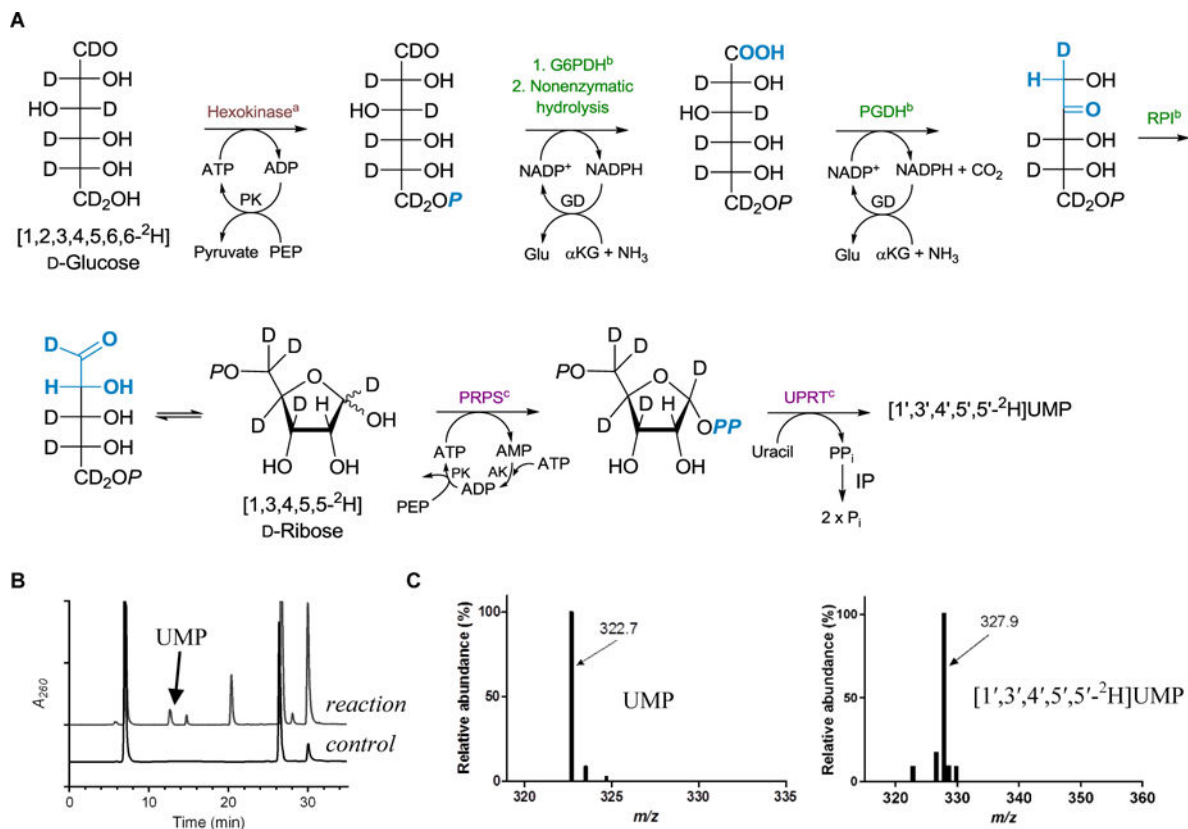 A
CDO
D OH
HO D
D OH
D OH
CD₂OH
[1,2,3,4,5,6,6-²H]
D-Glucose
Hexokinaseᵃ
ATP ADP
PK
Pyruvate PEP
CDO
D OH
HO D
D OH
D OH
CD₂OP
1. G6PDHᵇ
2. Nonenzymatic
hydrolysis
NADP⁺ NADPH
GD
Glu αKG + NH₃
COOH
D OH
HO D
D OH
D OH
CD₂OP
PGDHᵇ
NADP⁺ NADPH + CO₂
GD
Glu αKG + NH₃
D
H OH
O
D OH
D OH
CD₂OP
RPIᵇ
D O
H OH
D OH
D OH
CD₂OP
D D
PO O D
D D H OH
HO OH
[1,3,4,5,5-²H]
D-Ribose
PRPSᶜ
ATP AMP
PK AK ATP
ADP
PEP
D D
PO O D
D D H OPP
HO OH
UPRTᶜ
Uracil PPᵢ
IP
2 x Pᵢ
[1',3',4',5',5'-²H]UMP
B
A260
UMP
reaction
control
0 10 20 30
Time (min)
C
Relative abundance (%)
100
50
0
322.7
UMP
320 325 330 335
m/z
Relative abundance (%)
100
50
0
327.9
[1',3',4',5',5'-²H]UMP
320 330 340 350 360
m/z